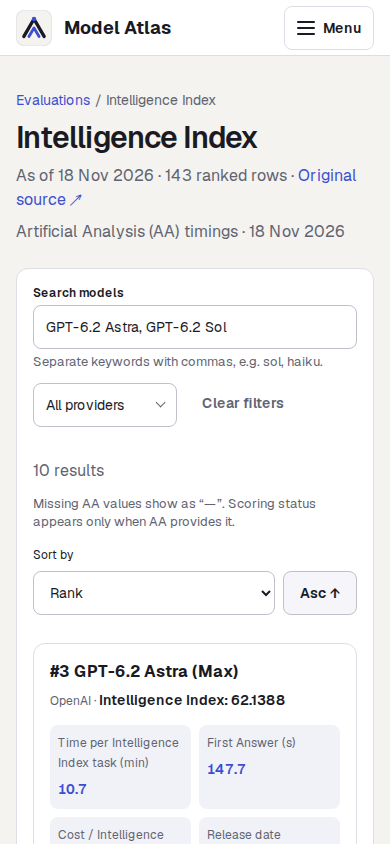 Model Atlas
Menu
Evaluations / Intelligence Index
Intelligence Index
As of 18 Nov 2026 · 143 ranked rows · Original
source ↗
Artificial Analysis (AA) timings · 18 Nov 2026
Search models
GPT-6.2 Astra, GPT-6.2 Sol
Separate keywords with commas, e.g. sol, haiku.
All providers
Clear filters
10 results
Missing AA values show as “—”. Scoring status
appears only when AA provides it.
Sort by
Rank
Asc ↑
#3 GPT-6.2 Astra (Max)
OpenAI · Intelligence Index: 62.1388
Time per Intelligence
Index task (min)
10.7
First Answer (s)
147.7
Cost / Intelligence
Release date